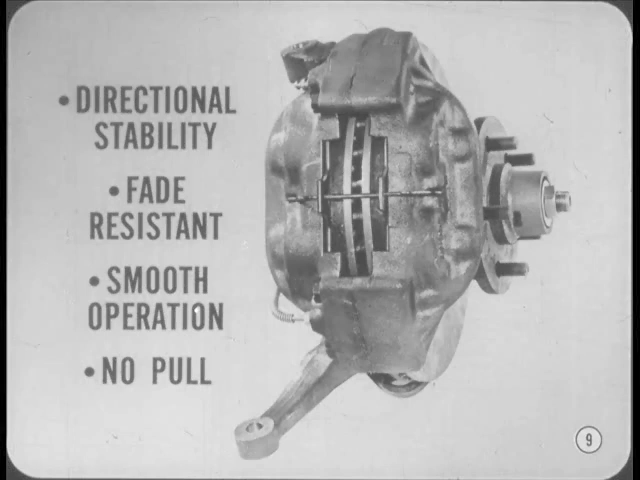 • DIRECTIONAL
STABILITY
• FADE
RESISTANT
• SMOOTH
OPERATION
• NO PULL
9